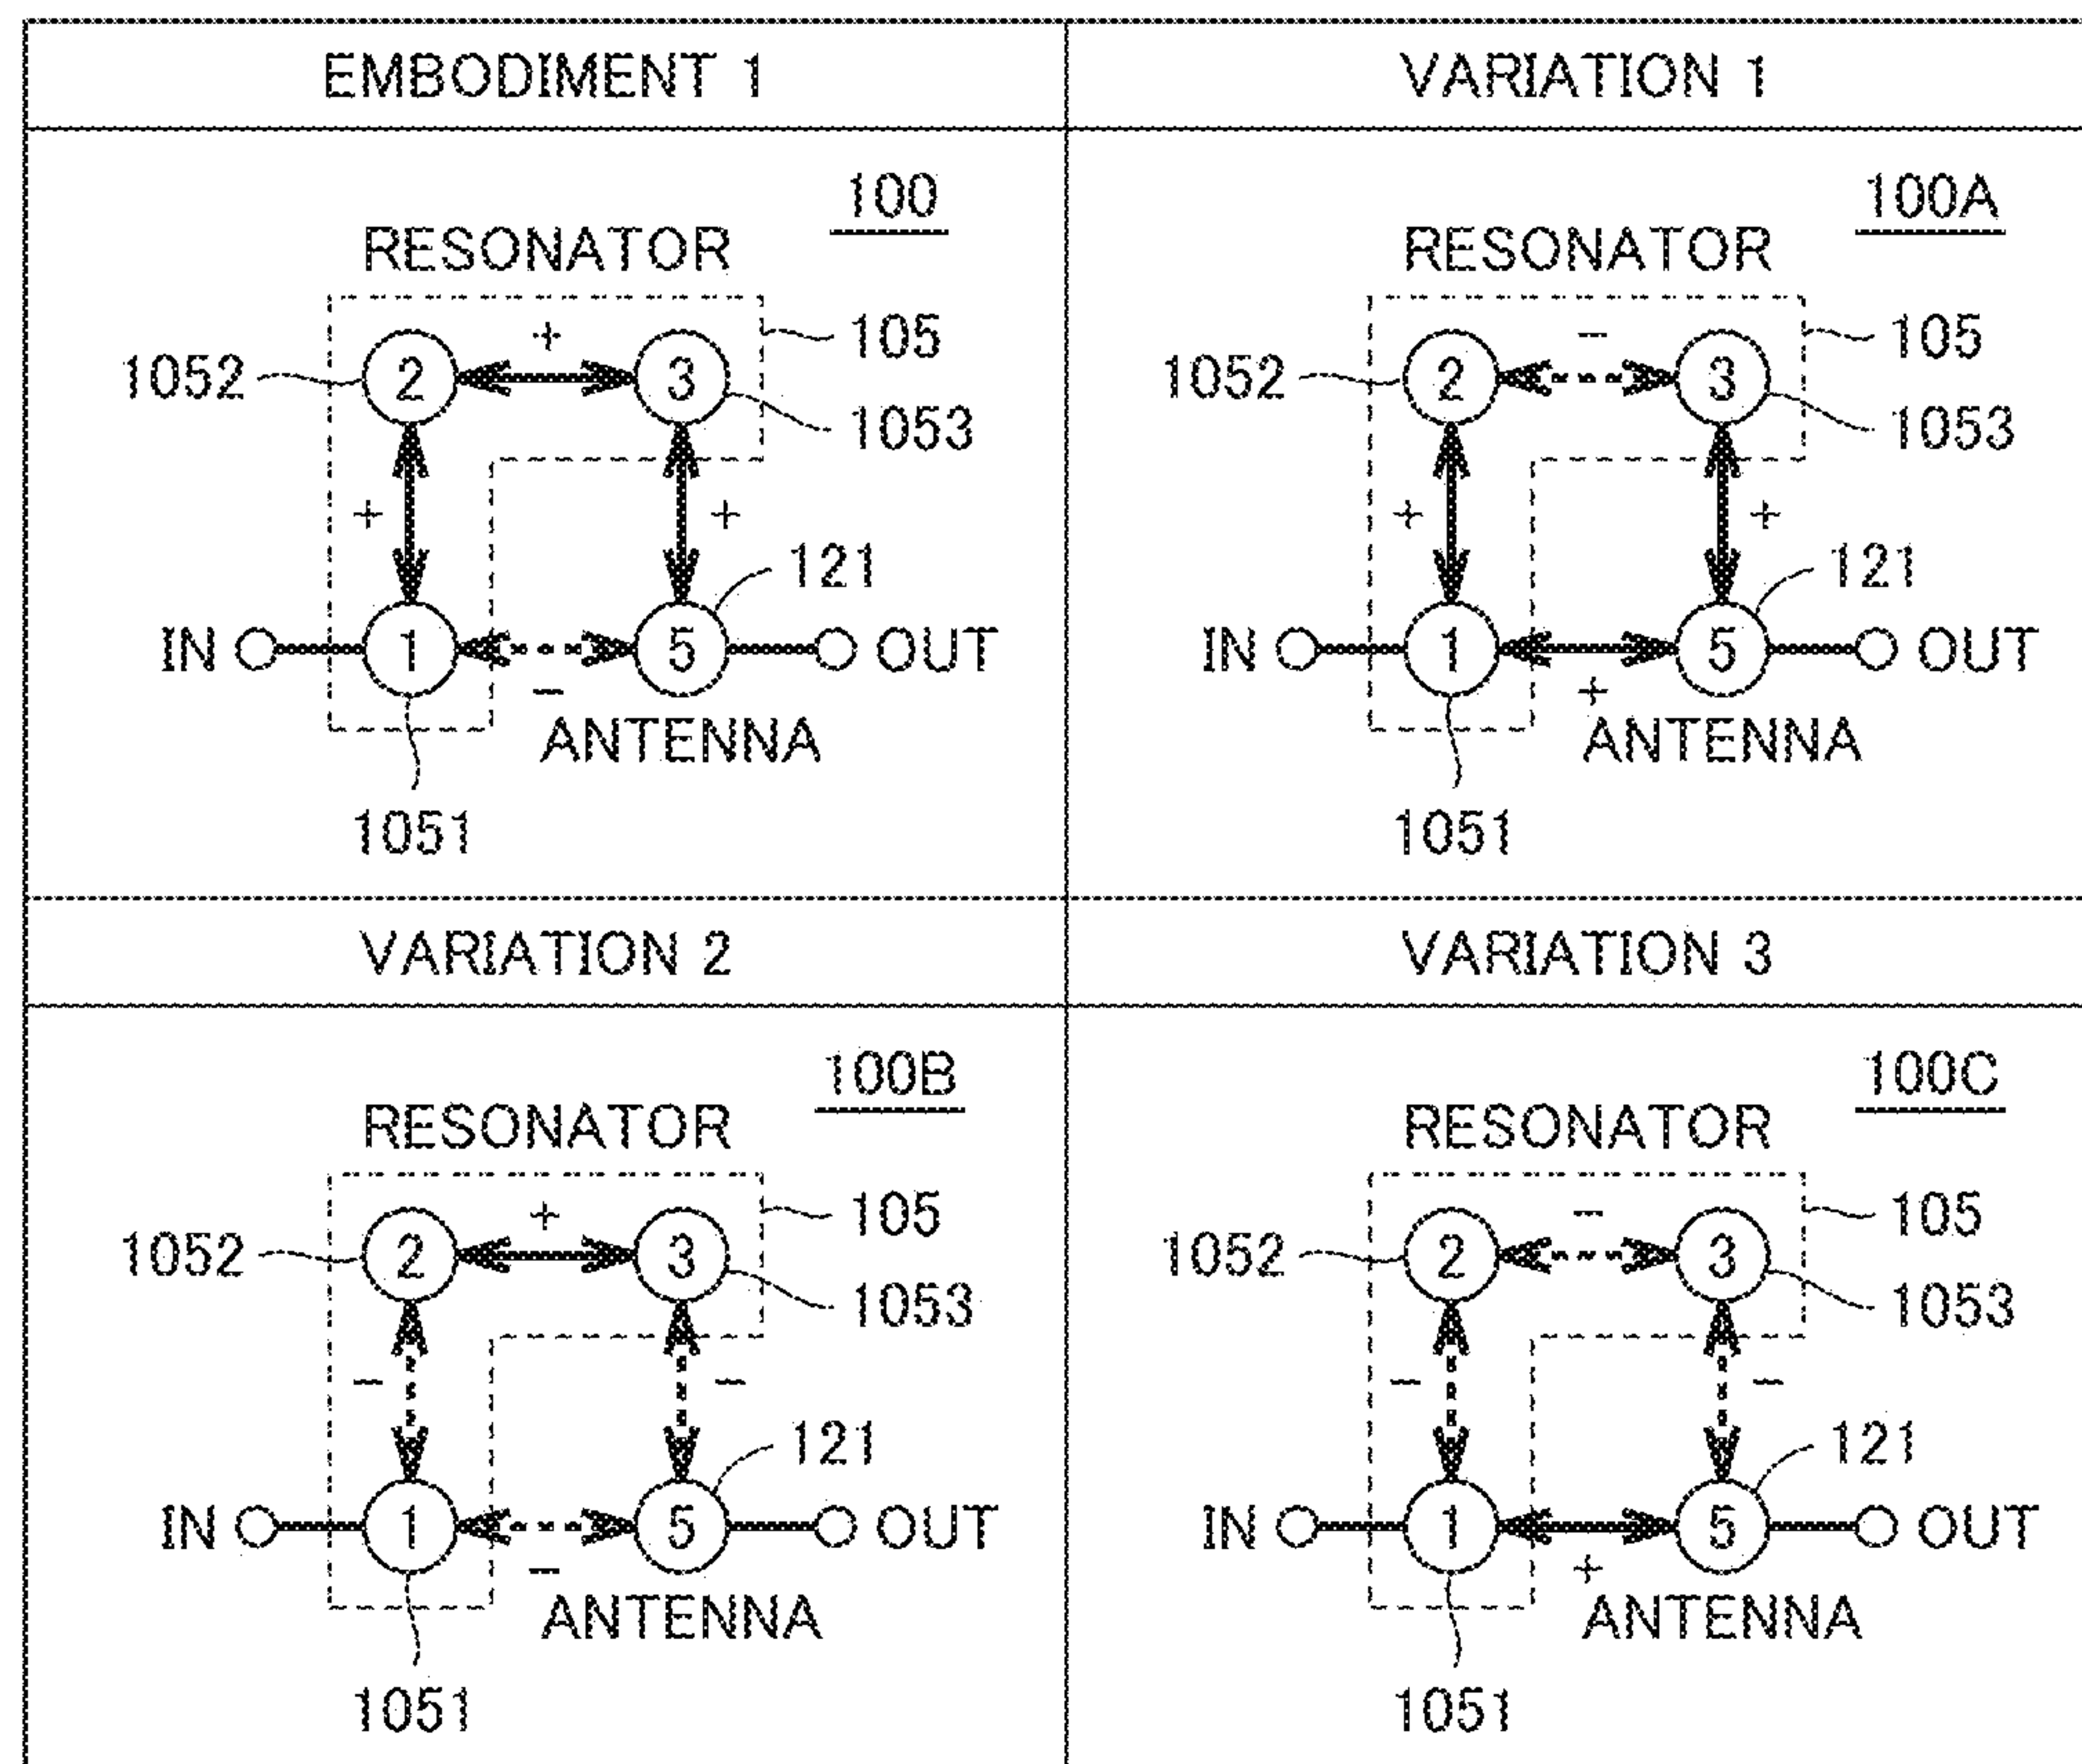 EMBODIMENT 1
VARIATION 1
100
RESONATOR
105
1052
2
+
3
1053
+
+
121
IN
1
5
OUT
-
ANTENNA
1051
100A
RESONATOR
105
1052
2
-
3
1053
+
+
121
IN
1
5
OUT
+
ANTENNA
1051
VARIATION 2
VARIATION 3
100B
RESONATOR
105
1052
2
+
3
1053
-
-
121
IN
1
5
OUT
-
ANTENNA
1051
100C
RESONATOR
105
1052
2
-
3
1053
-
-
121
IN
1
5
OUT
+
ANTENNA
1051